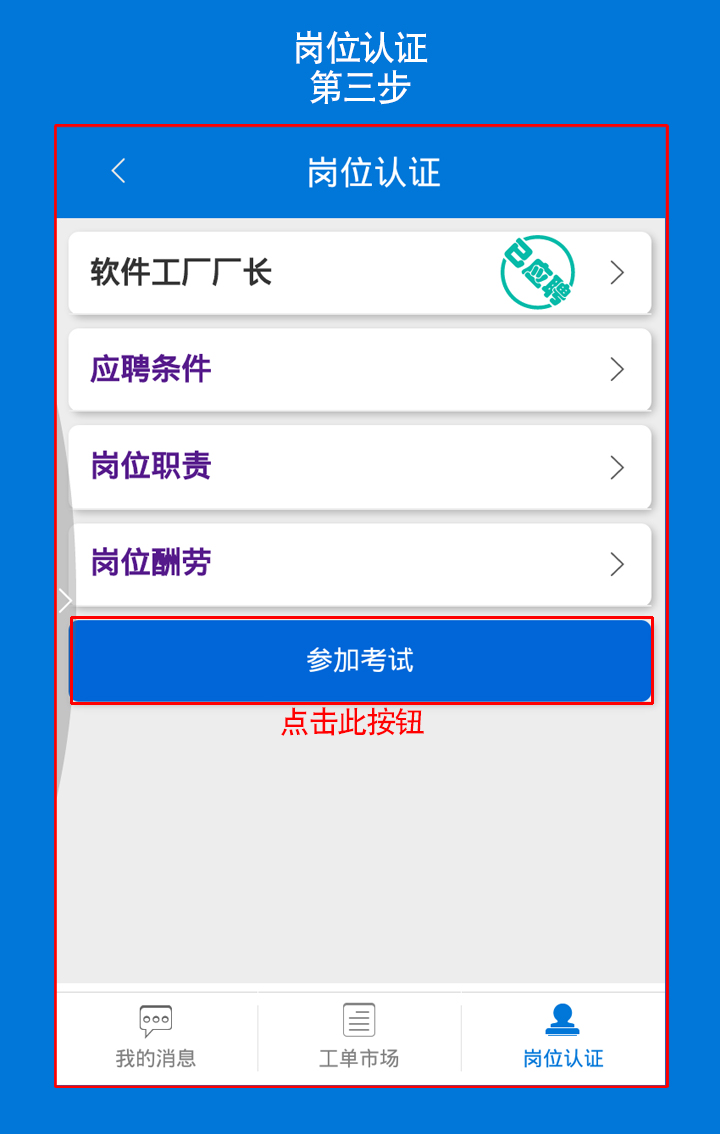 岗位认证
第三步
岗位认证
软件工厂厂长
已应聘
应聘条件
岗位职责
岗位酬劳
参加考试
点击此按钮
我的消息
工单市场
岗位认证